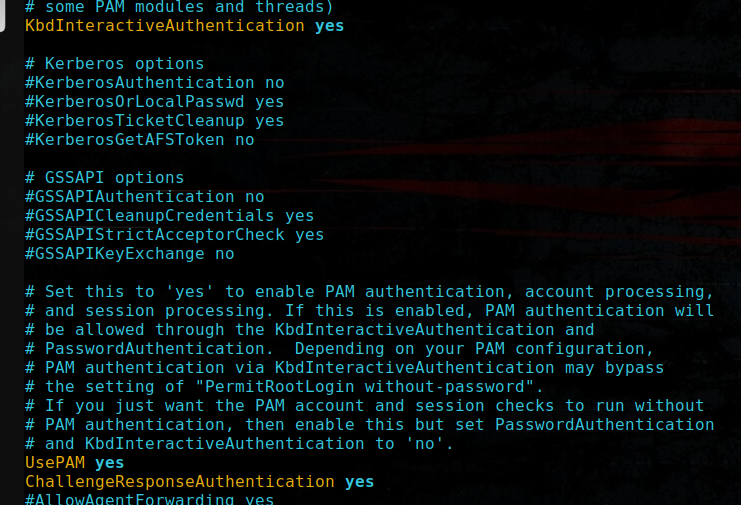 # some PAM modules and threads)
KbdInteractiveAuthentication yes
# Kerberos options
#KerberosAuthentication no
#KerberosOrLocalPasswd yes
#KerberosTicketCleanup yes
#KerberosGetAFSToken no
# GSSAPI options
#GSSAPIAuthentication no
#GSSAPICleanupCredentials yes
#GSSAPIStrictAcceptorCheck yes
#GSSAPIKeyExchange no
# Set this to 'yes' to enable PAM authentication, account processing,
# and session processing. If this is enabled, PAM authentication will
# be allowed through the KbdInteractiveAuthentication and
# PasswordAuthentication.  Depending on your PAM configuration,
# PAM authentication via KbdInteractiveAuthentication may bypass
# the setting of "PermitRootLogin without-password".
# If you just want the PAM account and session checks to run without
# PAM authentication, then enable this but set PasswordAuthentication
# and KbdInteractiveAuthentication to 'no'.
UsePAM yes
ChallengeResponseAuthentication yes
#AllowAgentForwarding yes